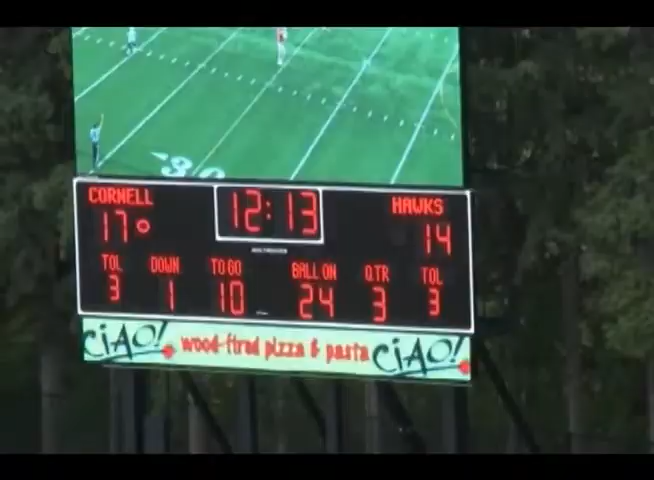 30
CORNELL 12:13 HAWKS
17 14
TOL DOWN TO GO BALL ON QTR TOL
3 1 10 24 3 3
CiAO! wood-fired pizza & pasta CiAO!